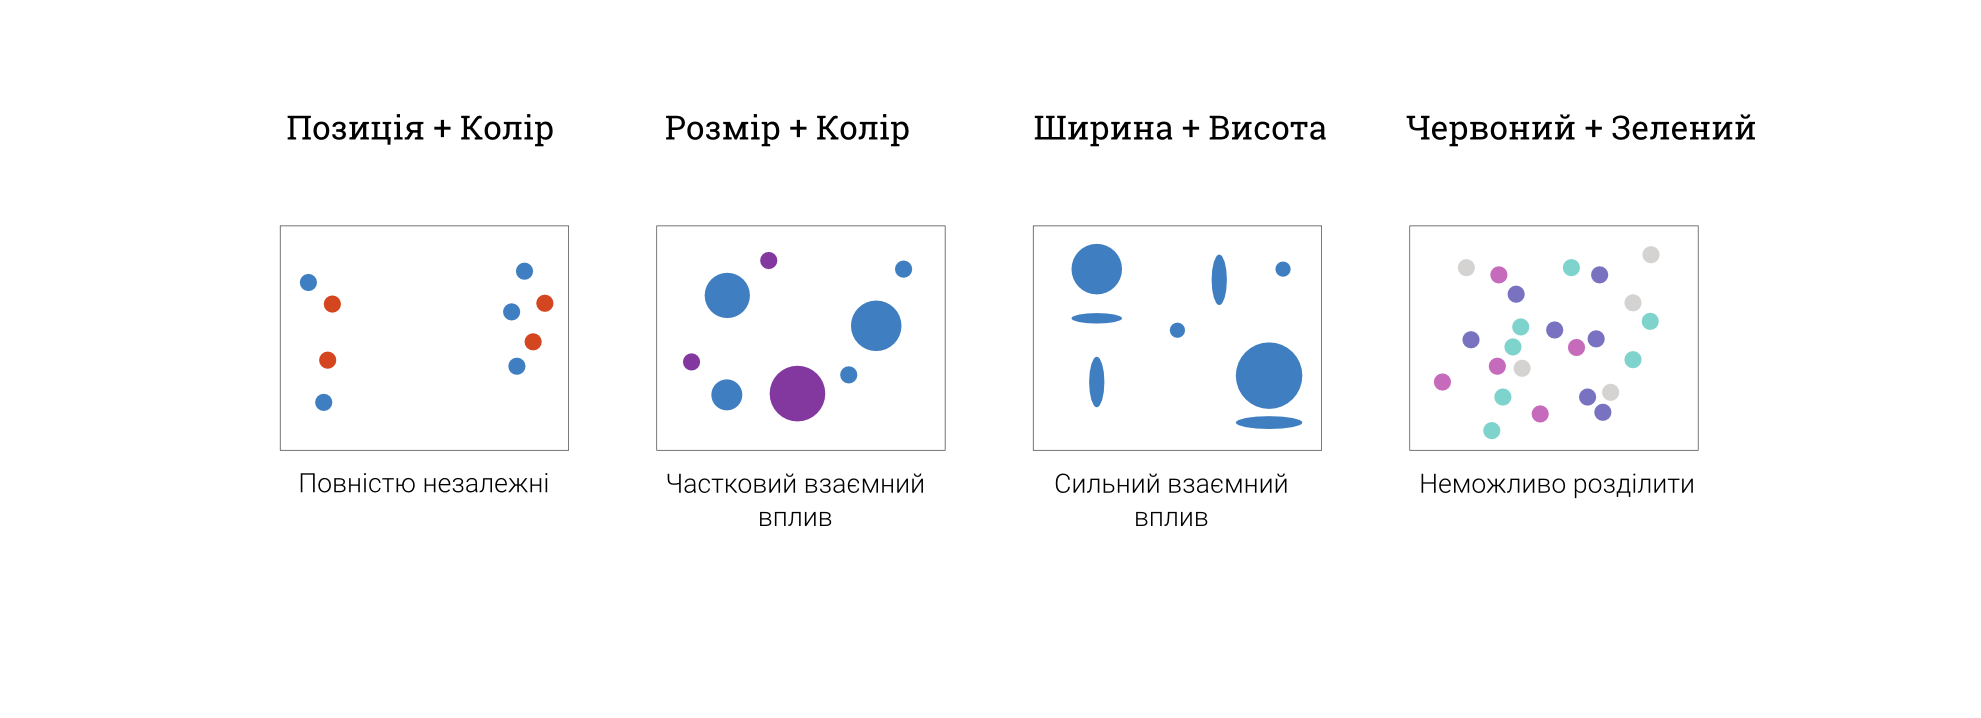 Позиція + Колір
Розмір + Колір
Ширина + Висота
Червоний + Зелений
Повністю незалежні
Частковий взаємний
вплив
Сильний взаємний
вплив
Неможливо розділити